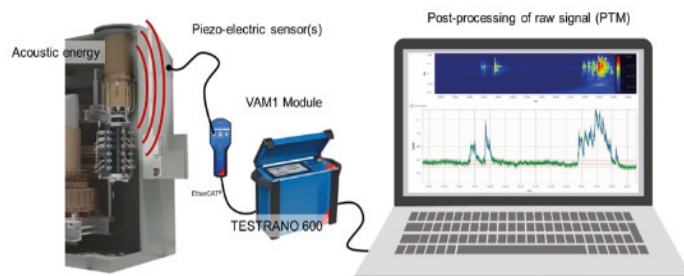 Post-processing of raw signal (PTM)
Piezo-electric sensor(s)
Acoustic energy
VAM1 Module
EtherCAT®
TESTRANO 600